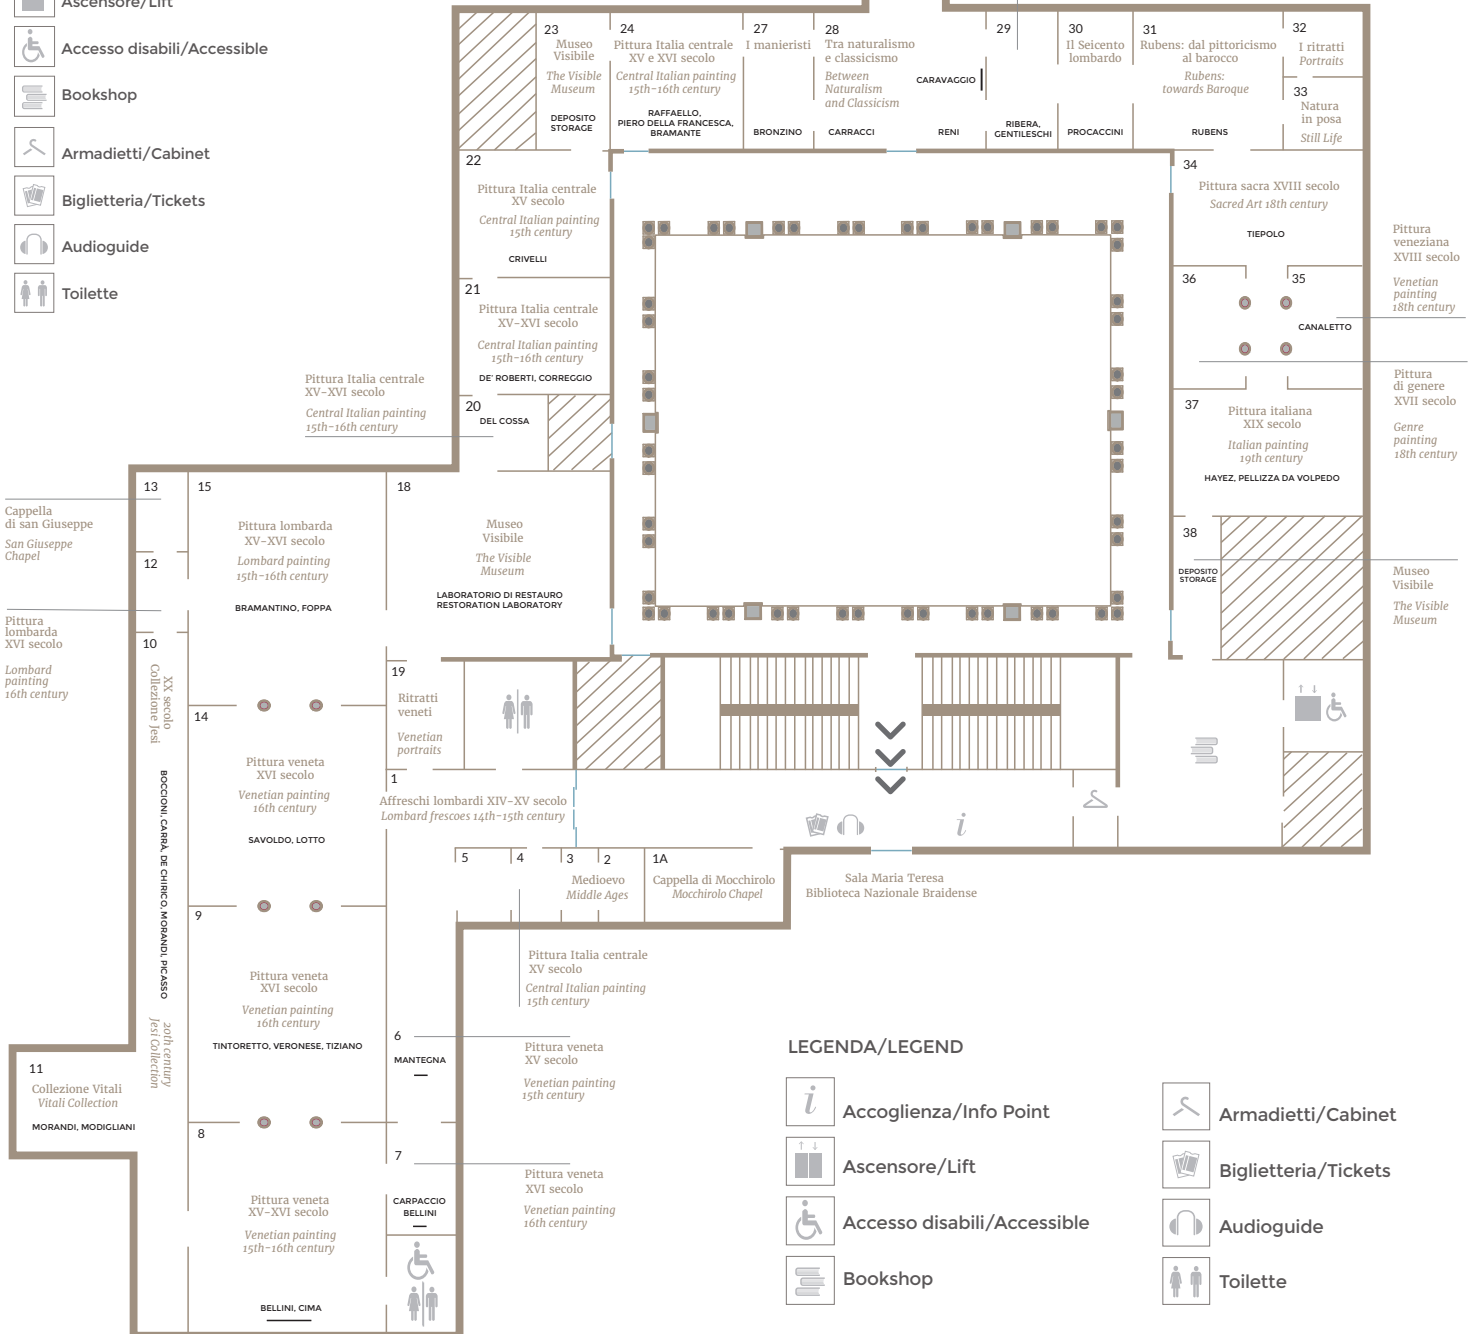 Ascensore/Lift
Accesso disabili/Accessible
Bookshop
Armadietti/Cabinet
Biglietteria/Tickets
Audioguide
Toilette
23
Museo
Visibile
The Visible
Museum
DEPOSITO
STORAGE
24
Pittura Italia centrale
XV e XVI secolo
Central Italian painting
15th-16th century
RAFFAELLO,
PIERO DELLA FRANCESCA,
BRAMANTE
27
I manieristi
BRONZINO
28
Tra naturalismo
e classicismo
Between
Naturalism
and Classicism
CARRACCI
CARAVAGGIO
RENI
29
RIBERA,
GENTILESCHI
30
Il Seicento
lombardo
PROCACCINI
31
Rubens: dal pittoricismo
al barocco
Rubens:
towards Baroque
RUBENS
32
I ritratti
Portraits
33
Natura
in posa
Still Life
22
Pittura Italia centrale
XV secolo
Central Italian painting
15th century
CRIVELLI
34
Pittura sacra XVIII secolo
Sacred Art 18th century
TIEPOLO
21
Pittura Italia centrale
XV-XVI secolo
Central Italian painting
15th-16th century
DE' ROBERTI, CORREGGIO
36
35
CANALETTO
Pittura
veneziana
XVIII secolo
Venetian
painting
18th century
Pittura
di genere
XVII secolo
Genre
painting
18th century
Pittura Italia centrale
XV-XVI secolo
Central Italian painting
15th-16th century
20
DEL COSSA
37
Pittura italiana
XIX secolo
Italian painting
19th century
HAYEZ, PELLIZA DA VOLPEDO
38
DEPOSITO
STORAGE
Museo
Visibile
The Visible
Museum
13
Cappella
di san Giuseppe
San Giuseppe
Chapel
12
Pittura
lombarda
XVI secolo
Lombard
painting
16th century
15
Pittura lombarda
XV-XVI secolo
Lombard painting
15th-16th century
BRAMANTINO, FOPPA
18
Museo
Visibile
The Visible
Museum
LABORATORIO DI RESTAURO
RESTORATION LABORATORY
10
XX secolo
Collezione Jesi
BOCCIONI, CARRÀ, DE CHIRICO, MORANDI, PICASSO
20th century
Jesi Collection
19
Ritratti
veneti
Venetian
portraits
14
Pittura veneta
XVI secolo
Venetian painting
16th century
SAVOLDO, LOTTO
1
Affreschi lombardi XIV-XV secolo
Lombard frescoes 14th-15th century
i
5
4
3
2
Medioevo
Middle Ages
1A
Cappella di Mocchirolo
Mocchirolo Chapel
Sala Maria Teresa
Biblioteca Nazionale Braidense
9
Pittura veneta
XVI secolo
Venetian painting
16th century
TINTORETTO, VERONESE, TIZIANO
Pittura Italia centrale
XV secolo
Central Italian painting
15th century
6
MANTEGNA
Pittura veneta
XV secolo
Venetian painting
15th century
11
Collezione Vitali
Vitali Collection
MORANDI, MODIGLIANI
8
Pittura veneta
XV-XVI secolo
Venetian painting
15th-16th century
BELLINI, CIMA
7
CARPACCIO
BELLINI
Pittura veneta
XVI secolo
Venetian painting
16th century
LEGENDA/LEGEND
i
Accoglienza/Info Point
Ascensore/Lift
Accesso disabili/Accessible
Bookshop
Armadietti/Cabinet
Biglietteria/Tickets
Audioguide
Toilette